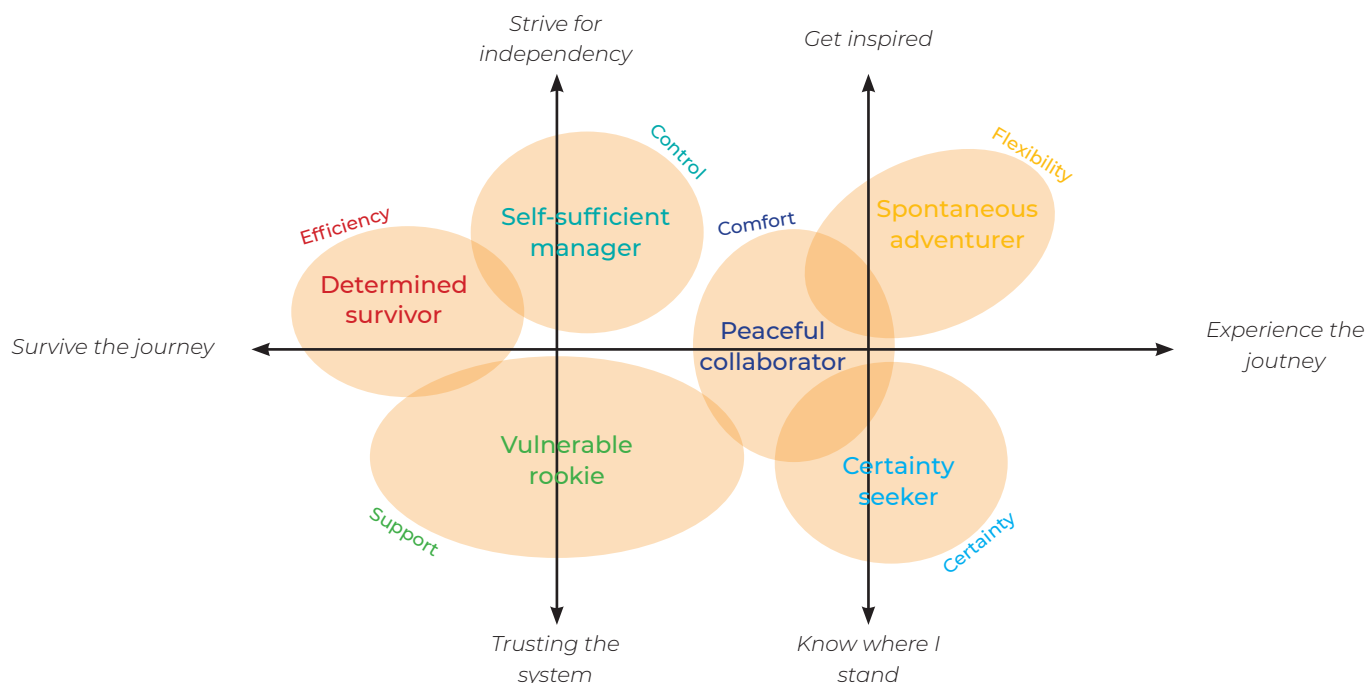 Strive for
independency
Get inspired
Control
Flexibility
Efficiency
Self-sufficient
manager
Comfort
Spontaneous
adventurer
Determined
survivor
Peaceful
collaborator
Survive the journey
Experience the
joutney
Vulnerable
rookie
Certainty
seeker
Support
Certainty
Trusting the
system
Know where I
stand